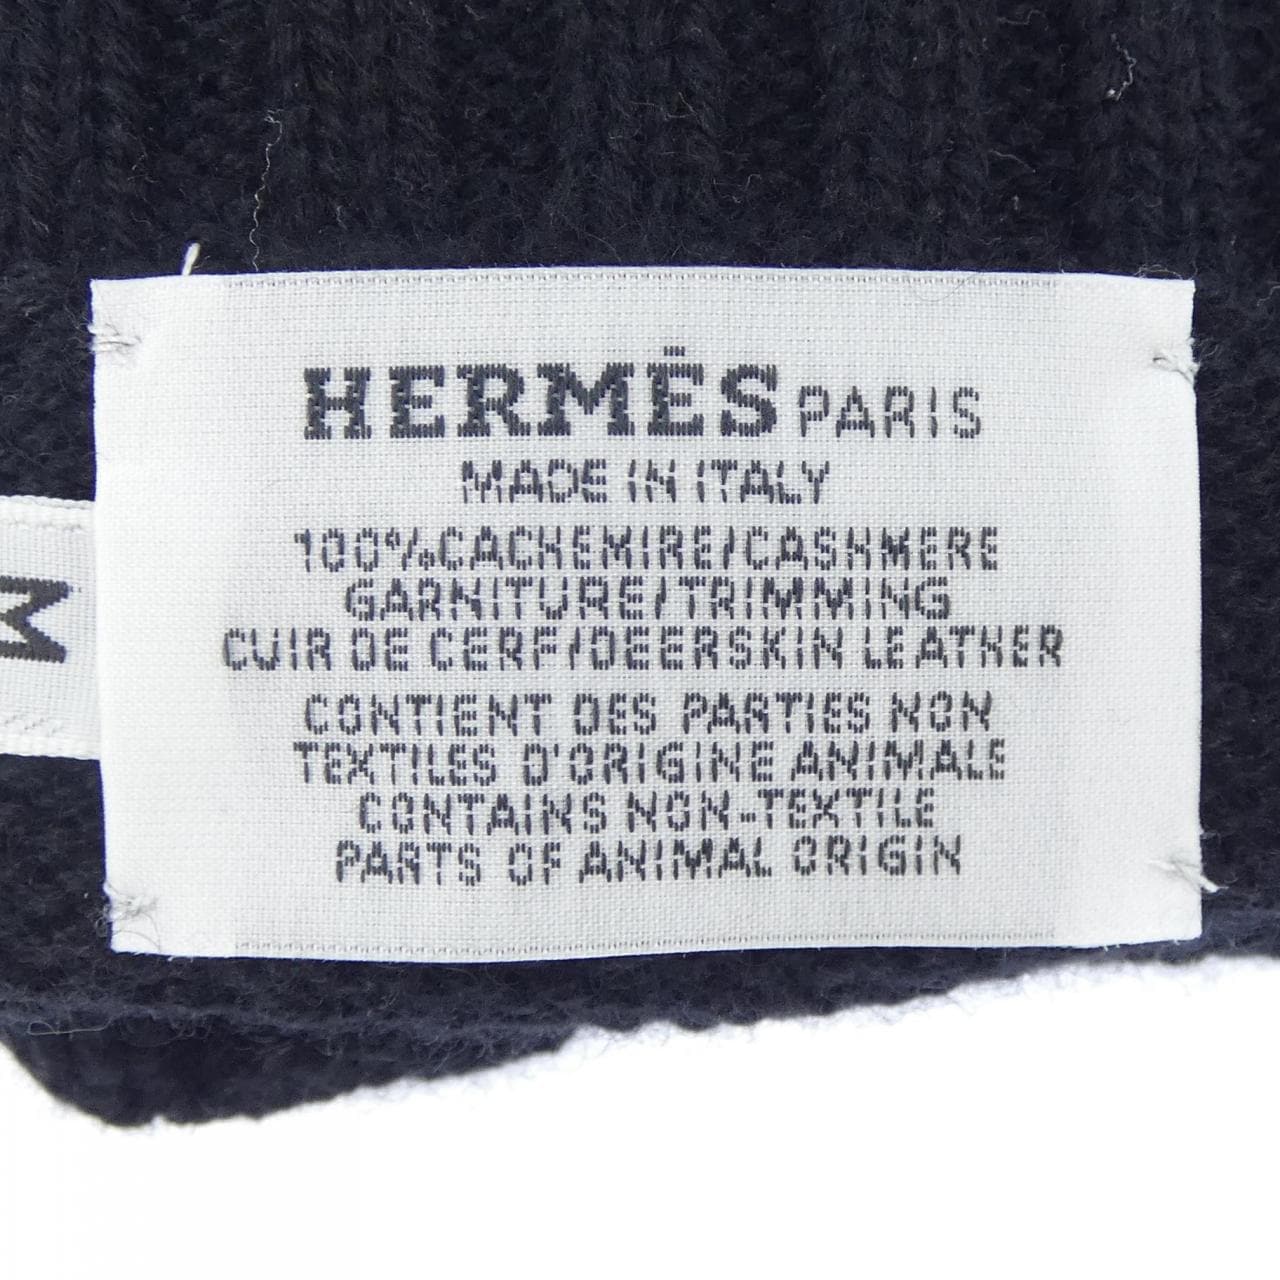 HERMÈS PARIS
MADE IN ITALY
100%CACHEMIRE/CASHMERE
GARNITURE/TRIMMING
CUIR DE CERF/DEERSKIN LEATHER
CONTIENT DES PARTIES NON
TEXTILES D'ORIGINE ANIMALE
CONTAINS NON-TEXTILE
PARTS OF ANIMAL ORIGIN
M